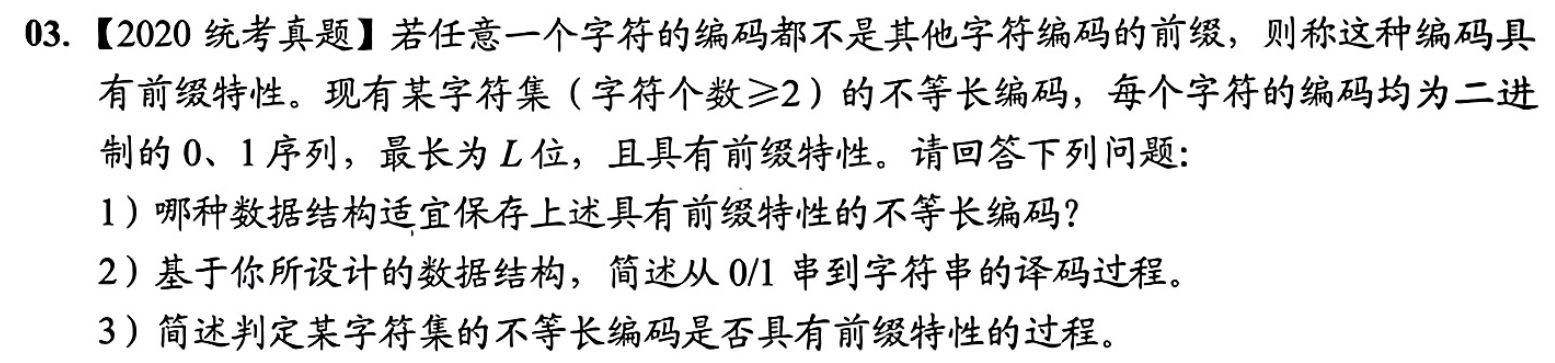 03.【2020 统考真题】若任意一个字符的编码都不是其他字符编码的前缀，则称这种编码具
有前缀特性。现有某字符集（字符个数≥2）的不等长编码，每个字符的编码均为二进
制的 0、1 序列，最长为 L 位，且具有前缀特性。请回答下列问题：
1）哪种数据结构适宜保存上述具有前缀特性的不等长编码？
2）基于你所设计的数据结构，简述从 0/1 串到字符串的译码过程。
3）简述判定某字符集的不等长编码是否具有前缀特性的过程。